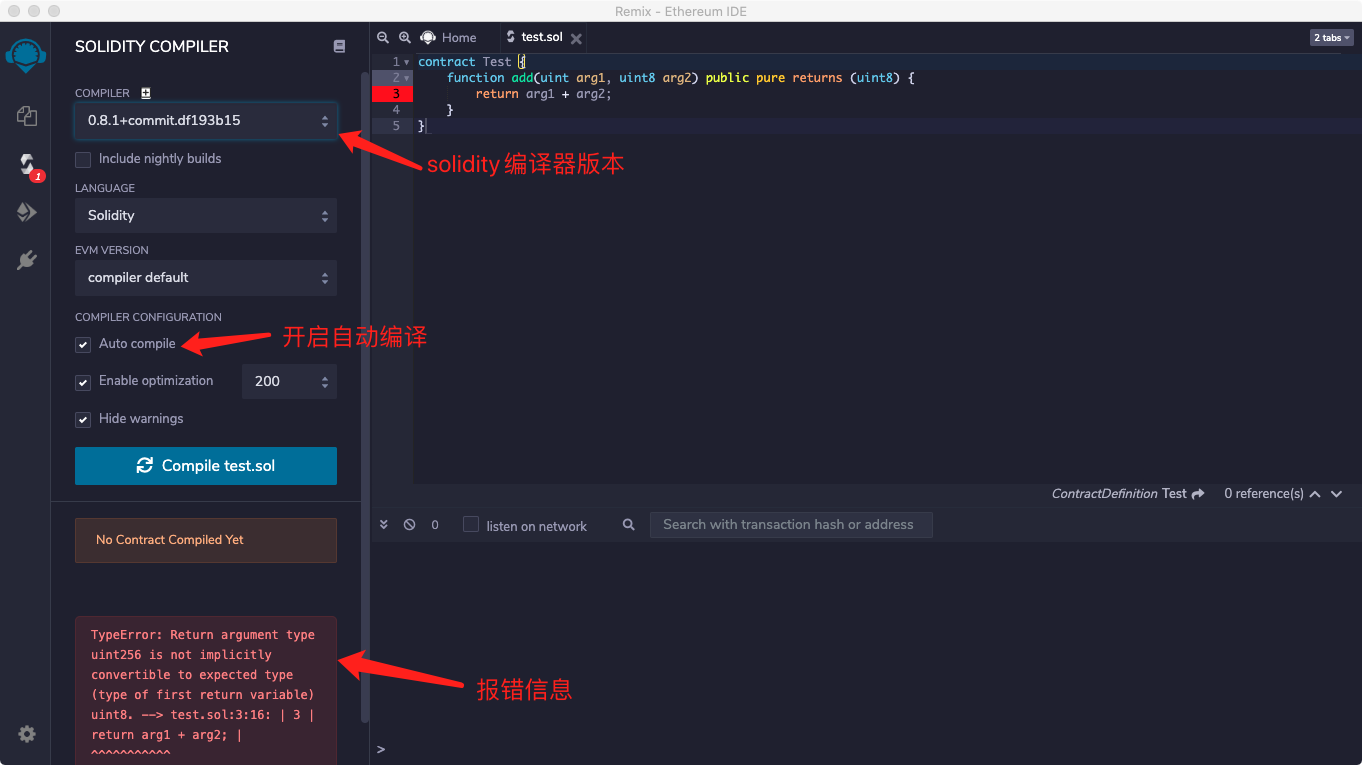 Remix - Ethereum IDE
SOLIDITY COMPILER
COMPILER
0.8.1+commit.df193b15
Include nightly builds
LANGUAGE
Solidity
EVM VERSION
compiler default
COMPILER CONFIGURATION
Auto compile
Enable optimization 200
Hide warnings
Compile test.sol
No Contract Compiled Yet
TypeError: Return argument type
uint256 is not implicitly
convertible to expected type
(type of first return variable)
uint8. --> test.sol:3:16: | 3 |
return arg1 + arg2; |
^^^^^^^^^^^
1
Home
test.sol
2 tabs
1 contract Test {
2 function add(uint arg1, uint8 arg2) public pure returns (uint8) {
3 return arg1 + arg2;
4 }
5 }
solidity 编译器版本
开启自动编译
报错信息
ContractDefinition Test 0 reference(s)
0 listen on network Search with transaction hash or address
>